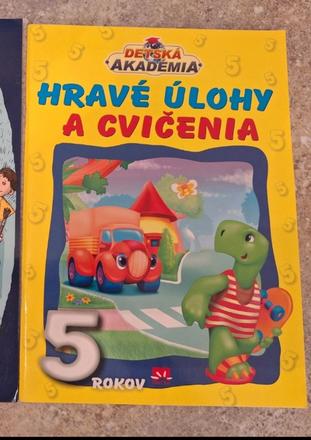 DETSKÁ
AKADÉMIA
HRAVÉ ÚLOHY
A CVIČENIA
5
ROKOV